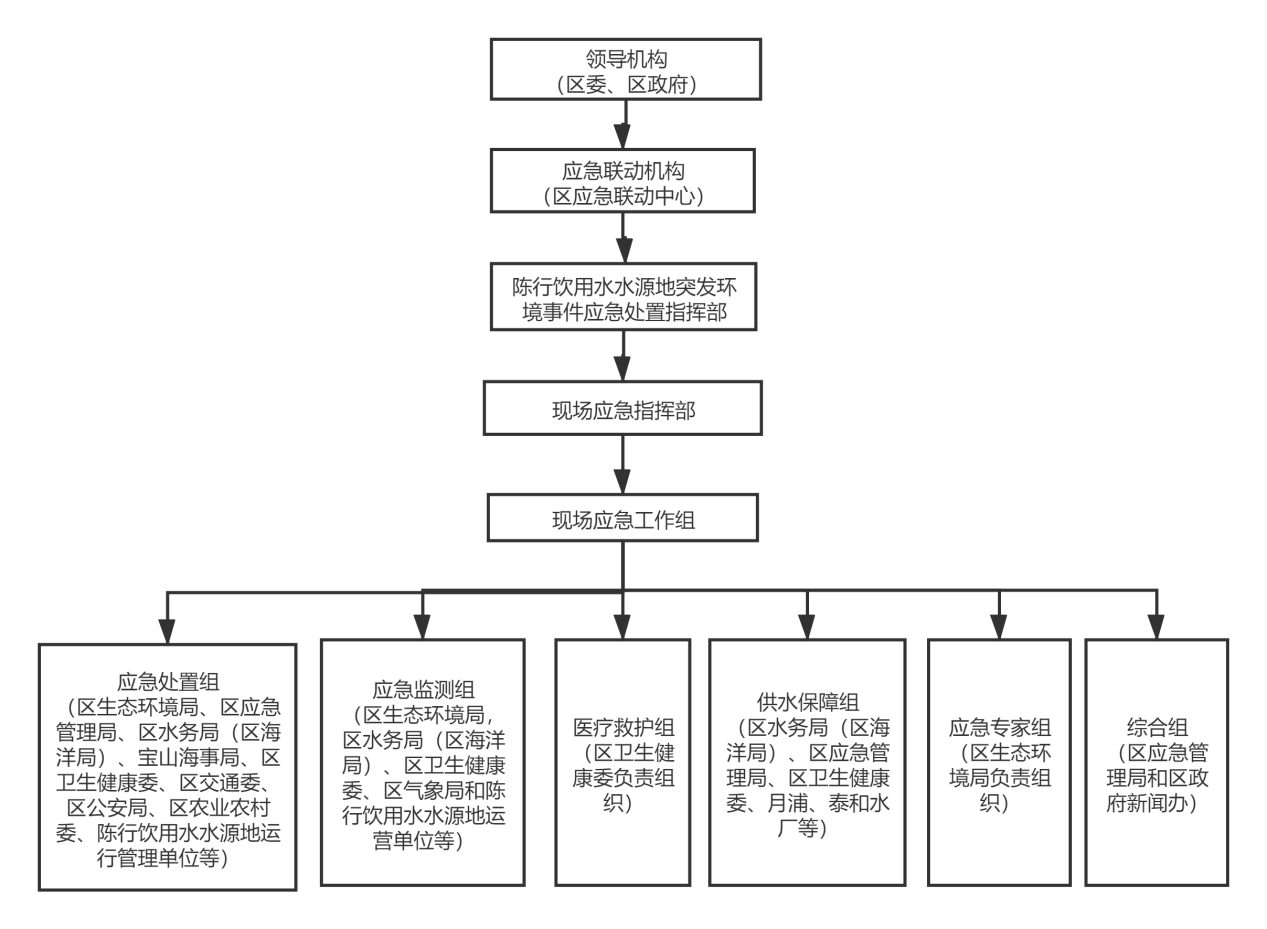 领导机构
（区委、区政府）
应急联动机构
（区应急联动中心）
陈行饮用水水源地突发环
境事件应急处置指挥部
现场应急指挥部
现场应急工作组
应急处置组
（区生态环境局、区应急
管理局、区水务局（区海
洋局）、宝山海事局、区
卫生健康委、区交通委、
区公安局、区农业农村
委、陈行饮用水水源地运
行管理单位等）
应急监测组
（区生态环境局，
区水务局（区海洋
局）、区卫生健康
委、区气象局和陈
行饮用水水源地运
营单位等）
医疗救护组
（区卫生健
康委负责组
织）
供水保障组
（区水务局（区海
洋局）、区应急管
理局、区卫生健康
委、月浦、泰和水
厂等）
应急专家组
（区生态环
境局负责组
织）
综合组
（区应急管
理局和区政
府新闻办）